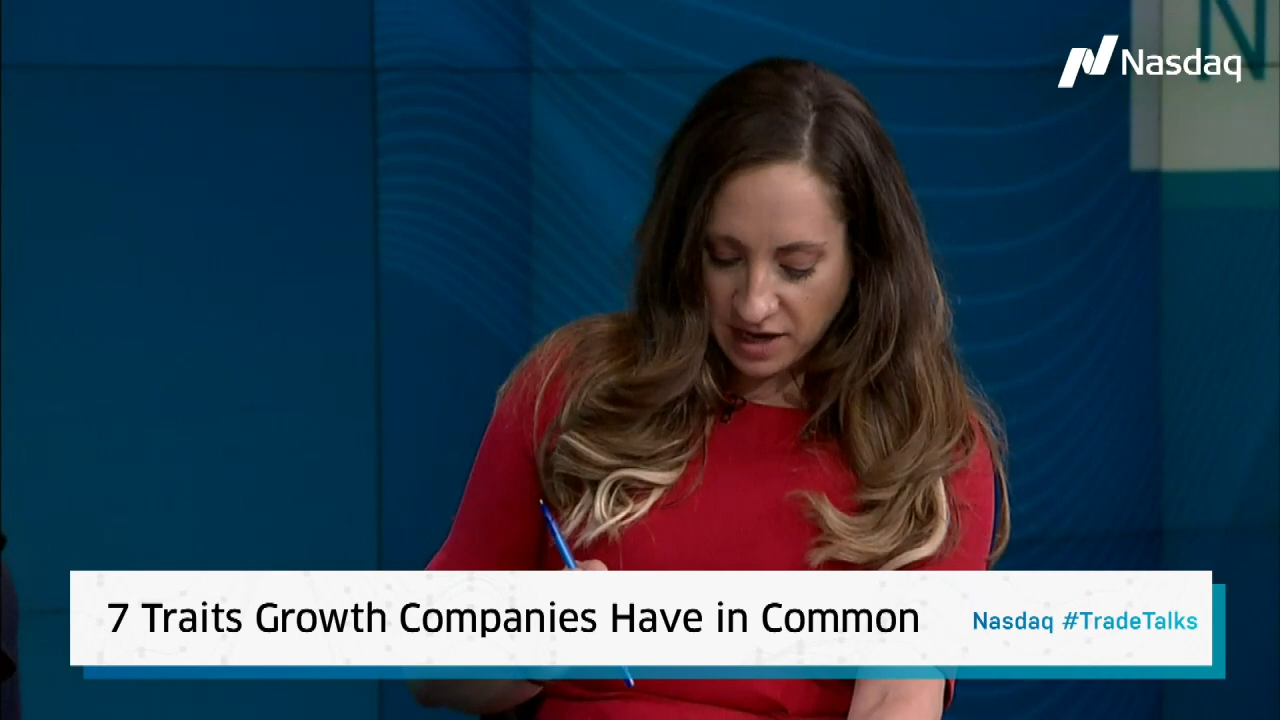 Nasdaq
N
7 Traits Growth Companies Have in Common
Nasdaq #TradeTalks